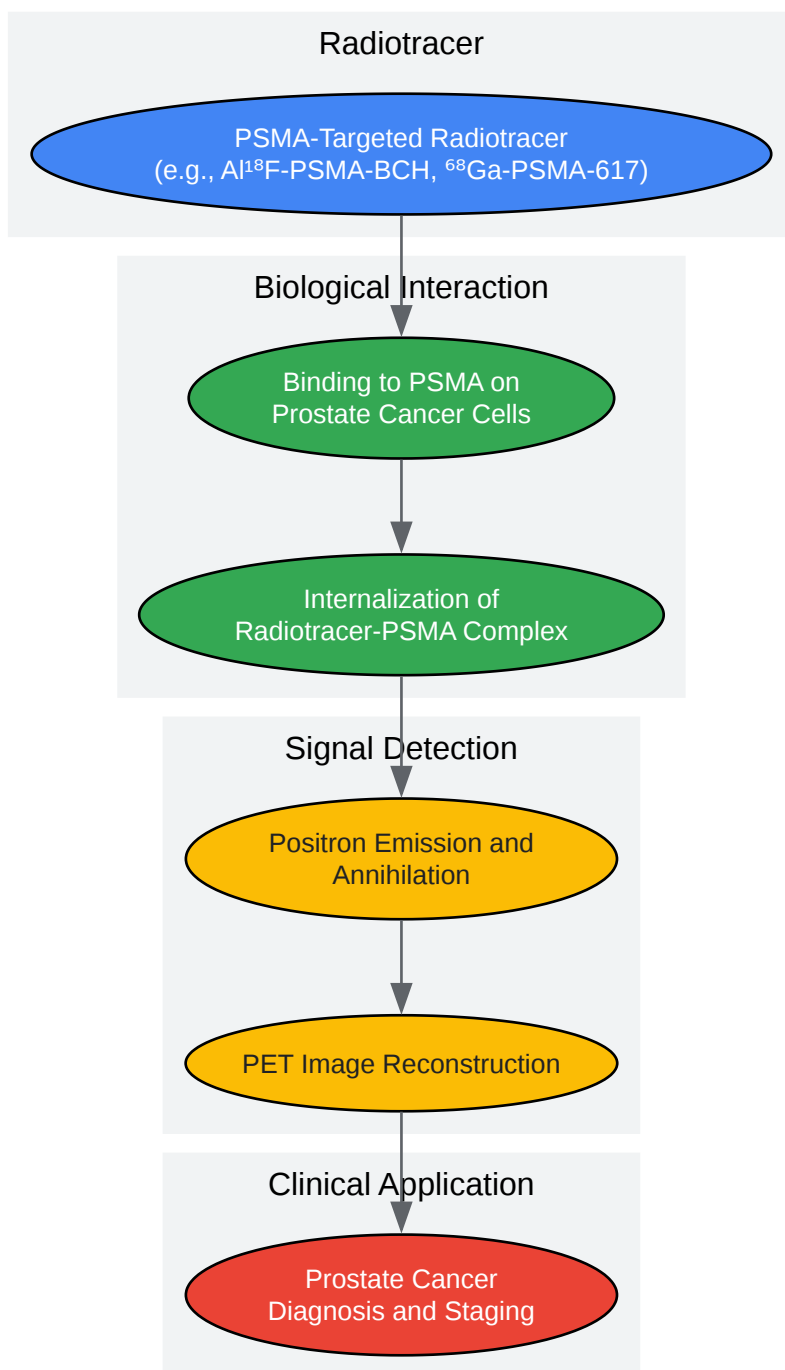 Radiotracer
PSMA-Targeted Radiotracer
(e.g., Al¹⁸F-PSMA-BCH, ⁶⁸Ga-PSMA-617)
Biological Interaction
Binding to PSMA on
Prostate Cancer Cells
Internalization of
Radiotracer-PSMA Complex
Signal Detection
Positron Emission and
Annihilation
PET Image Reconstruction
Clinical Application
Prostate Cancer
Diagnosis and Staging